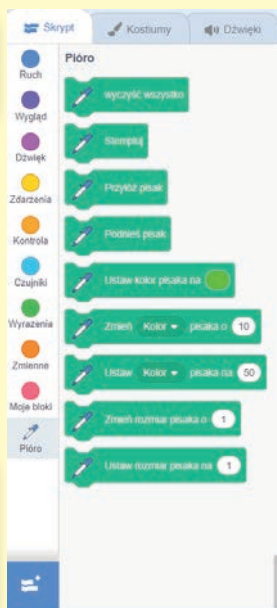 Skrypt
Kostiumy
Dźwięki
Ruch
Wygląd
Dźwięk
Zdarzenia
Kontrola
Czujniki
Wyrażenia
Zmienne
Moje bloki
Pióro
Pióro
wyczyść wszystko
Stempluj
Przyłóż pisak
Podnieś pisak
Ustaw kolor pisaka na
Zmień Kolor pisaka o 10
Ustaw Kolor pisaka na 50
Zmień rozmiar pisaka o 1
Ustaw rozmiar pisaka na 1